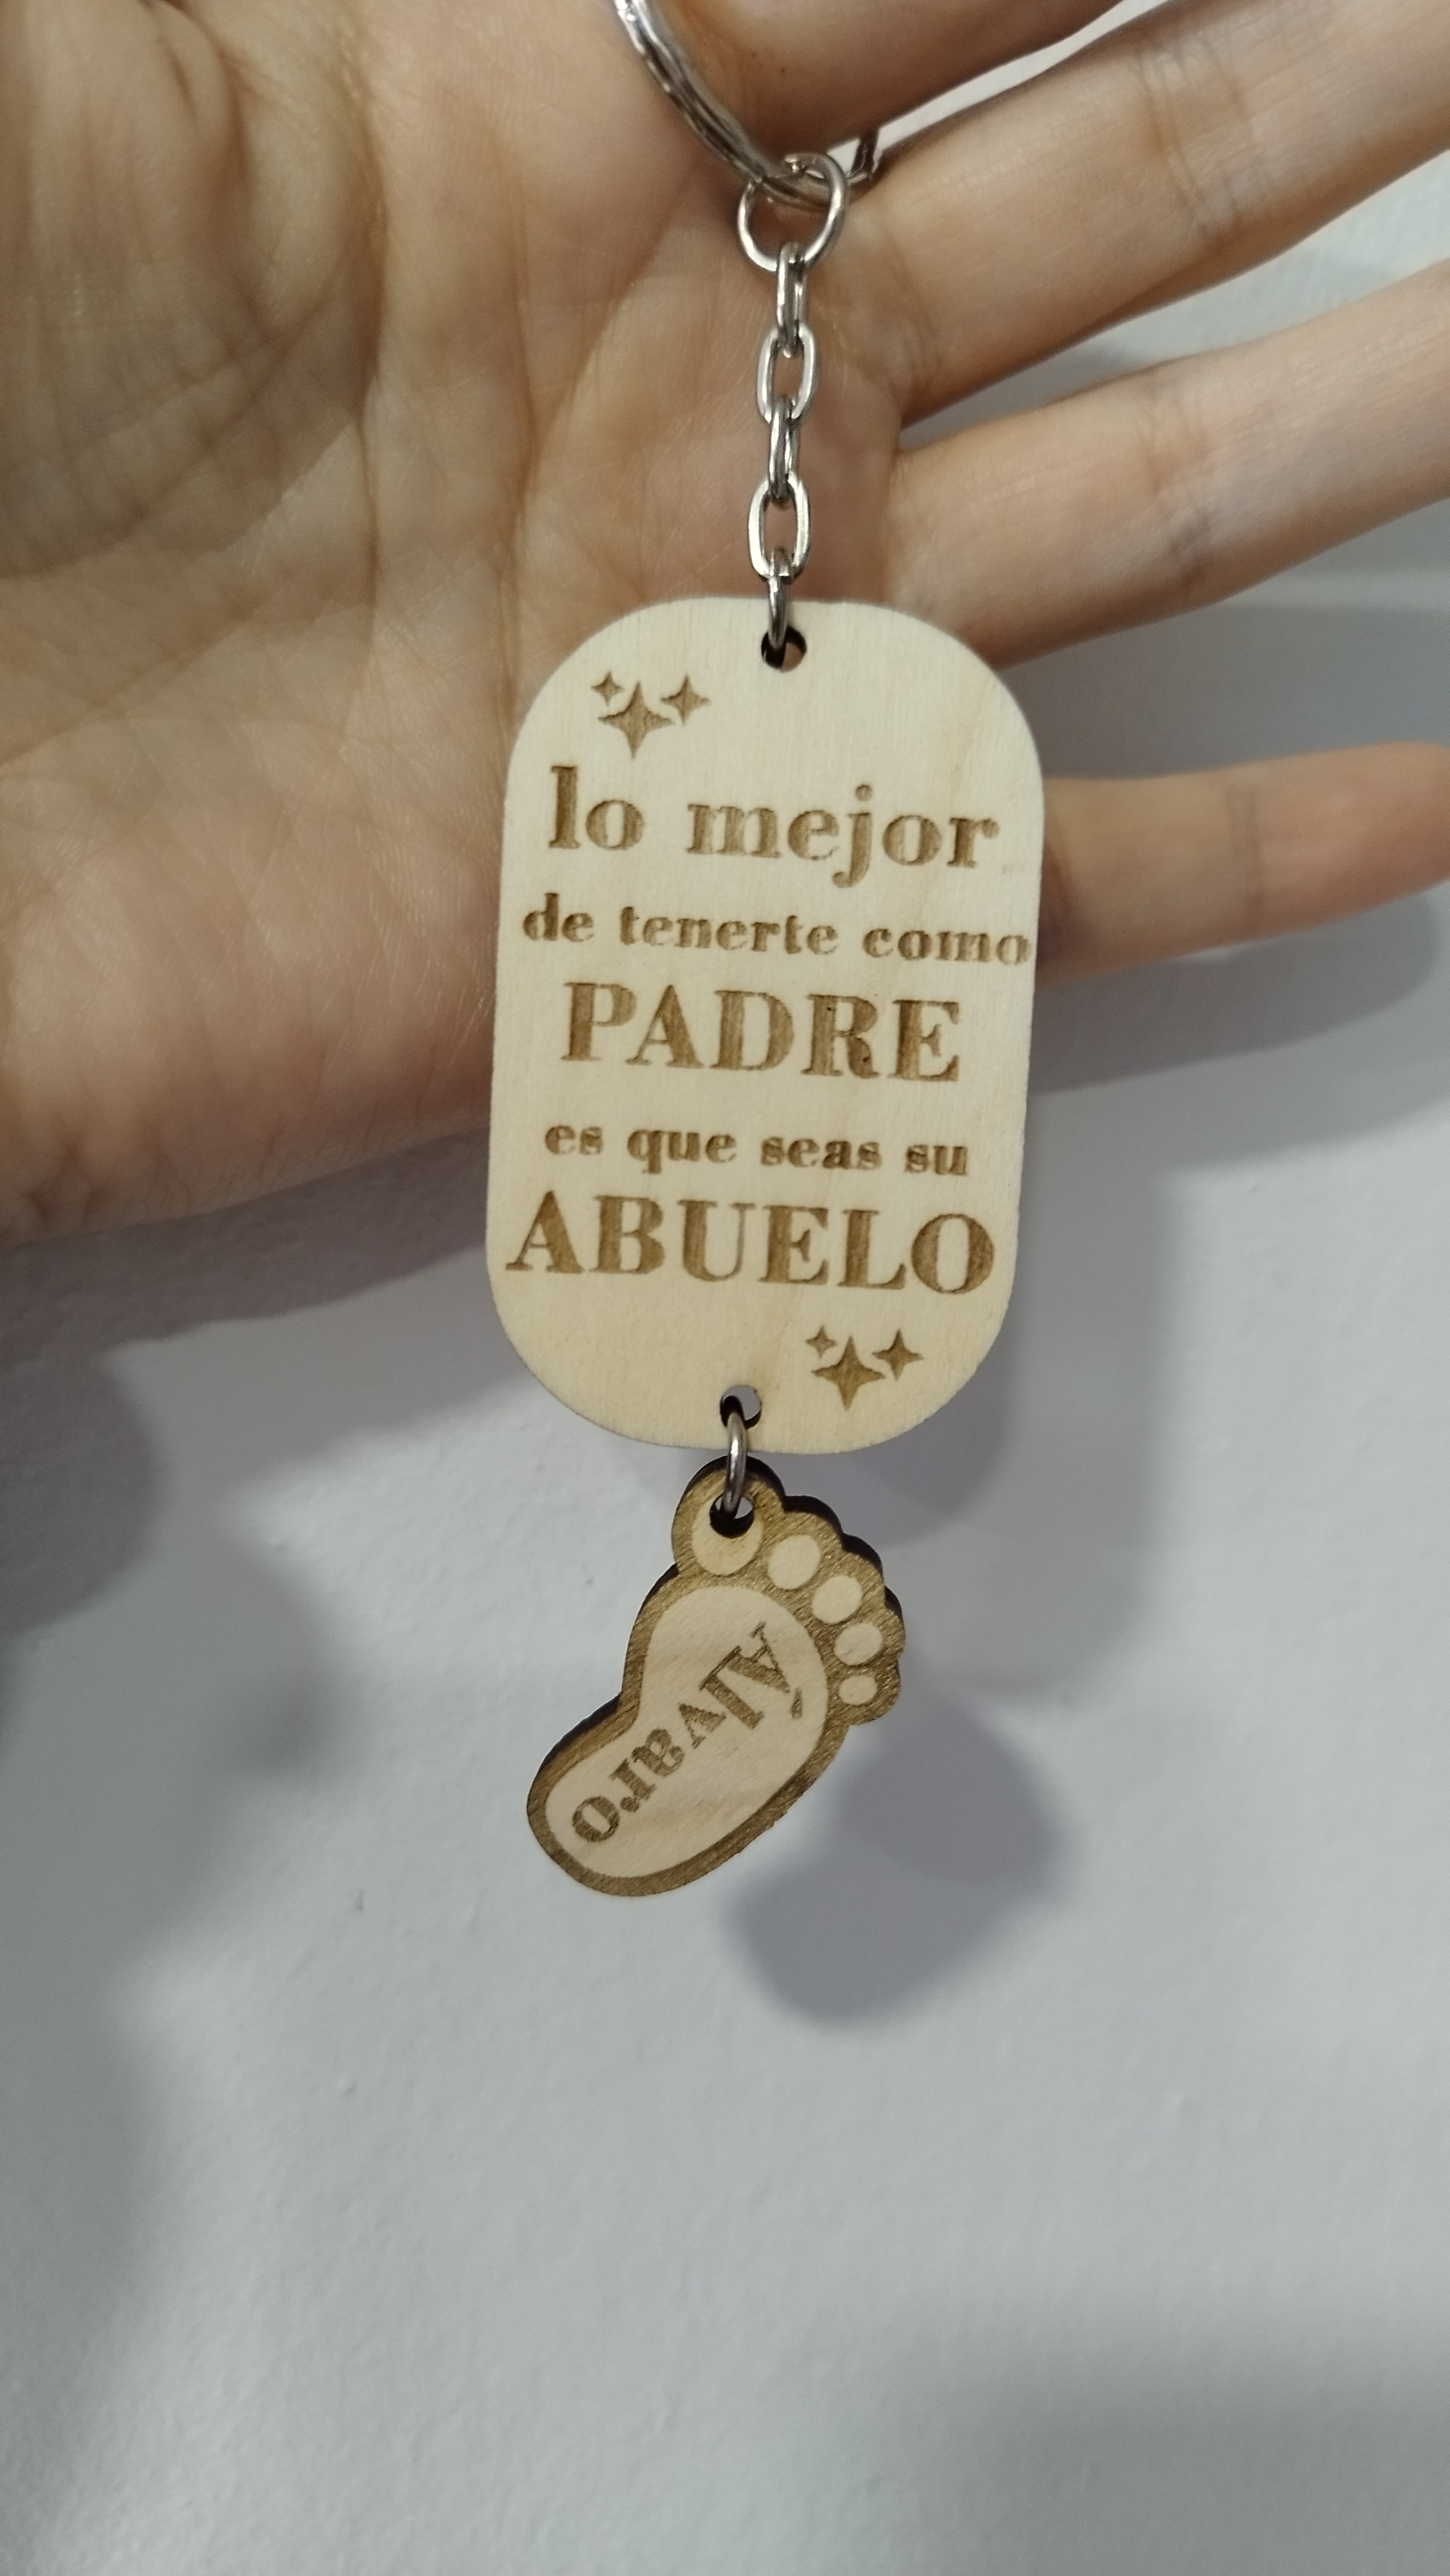 lo mejor
de tenerte como
PADRE
es que seas su
ABUELO
Álvaro